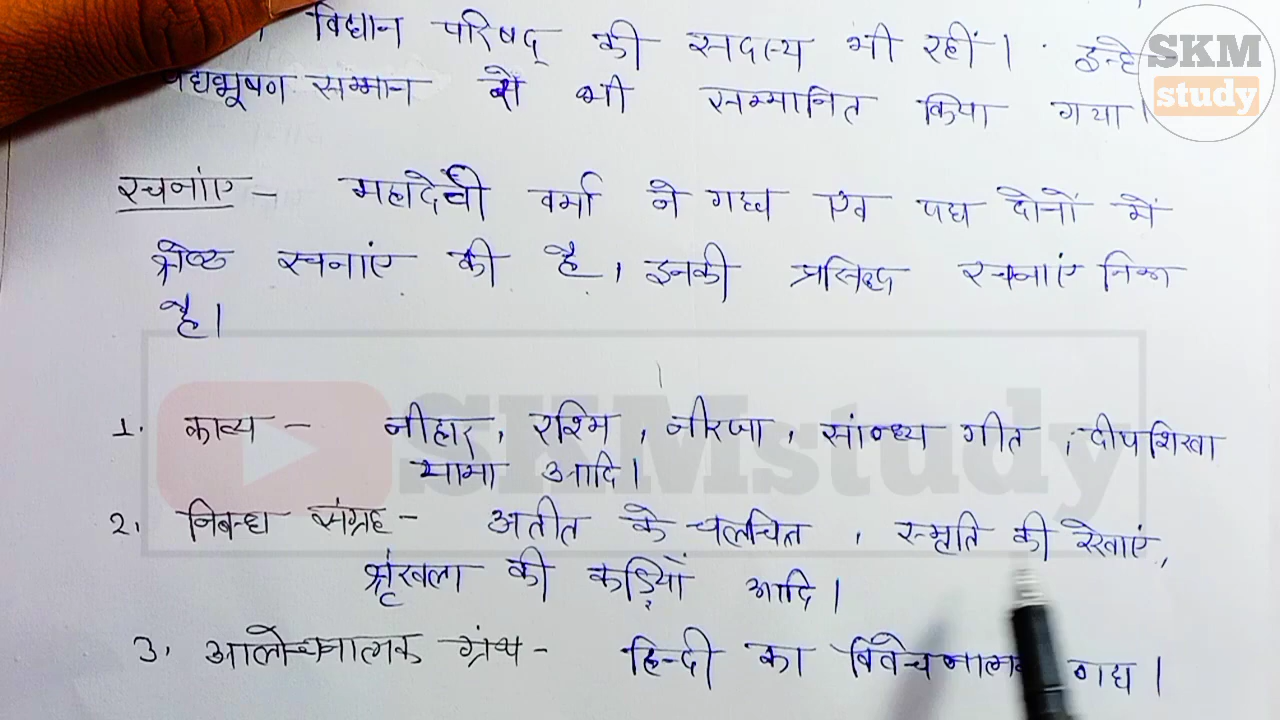 विधान परिषद् की सदस्य भी रहीं। इन्हे
पद्मभूषण सम्मान से भी सम्मानित किया गया।
SKM
study
रचनांए - महादेवी वर्मा ने गद्य एव पद्य दोनों में
श्रेष्ठ रचनाएं की है, इनकी प्रसिद्ध रचनाएं निम्न
है।
1. काव्य - नीहार, रश्मि, नीरजा, सांन्ध्य गीत, दीपशिखा
यामा आदि।
2. निबन्ध संग्रह - अतीत के चलचित, स्मृति की रेखाएं,
श्रृंखला की कड़ियाँ आदि।
3. आलोचनात्मक ग्रंथ - हिन्दी का विवेचनात्मक गद्य।
SKMstudy